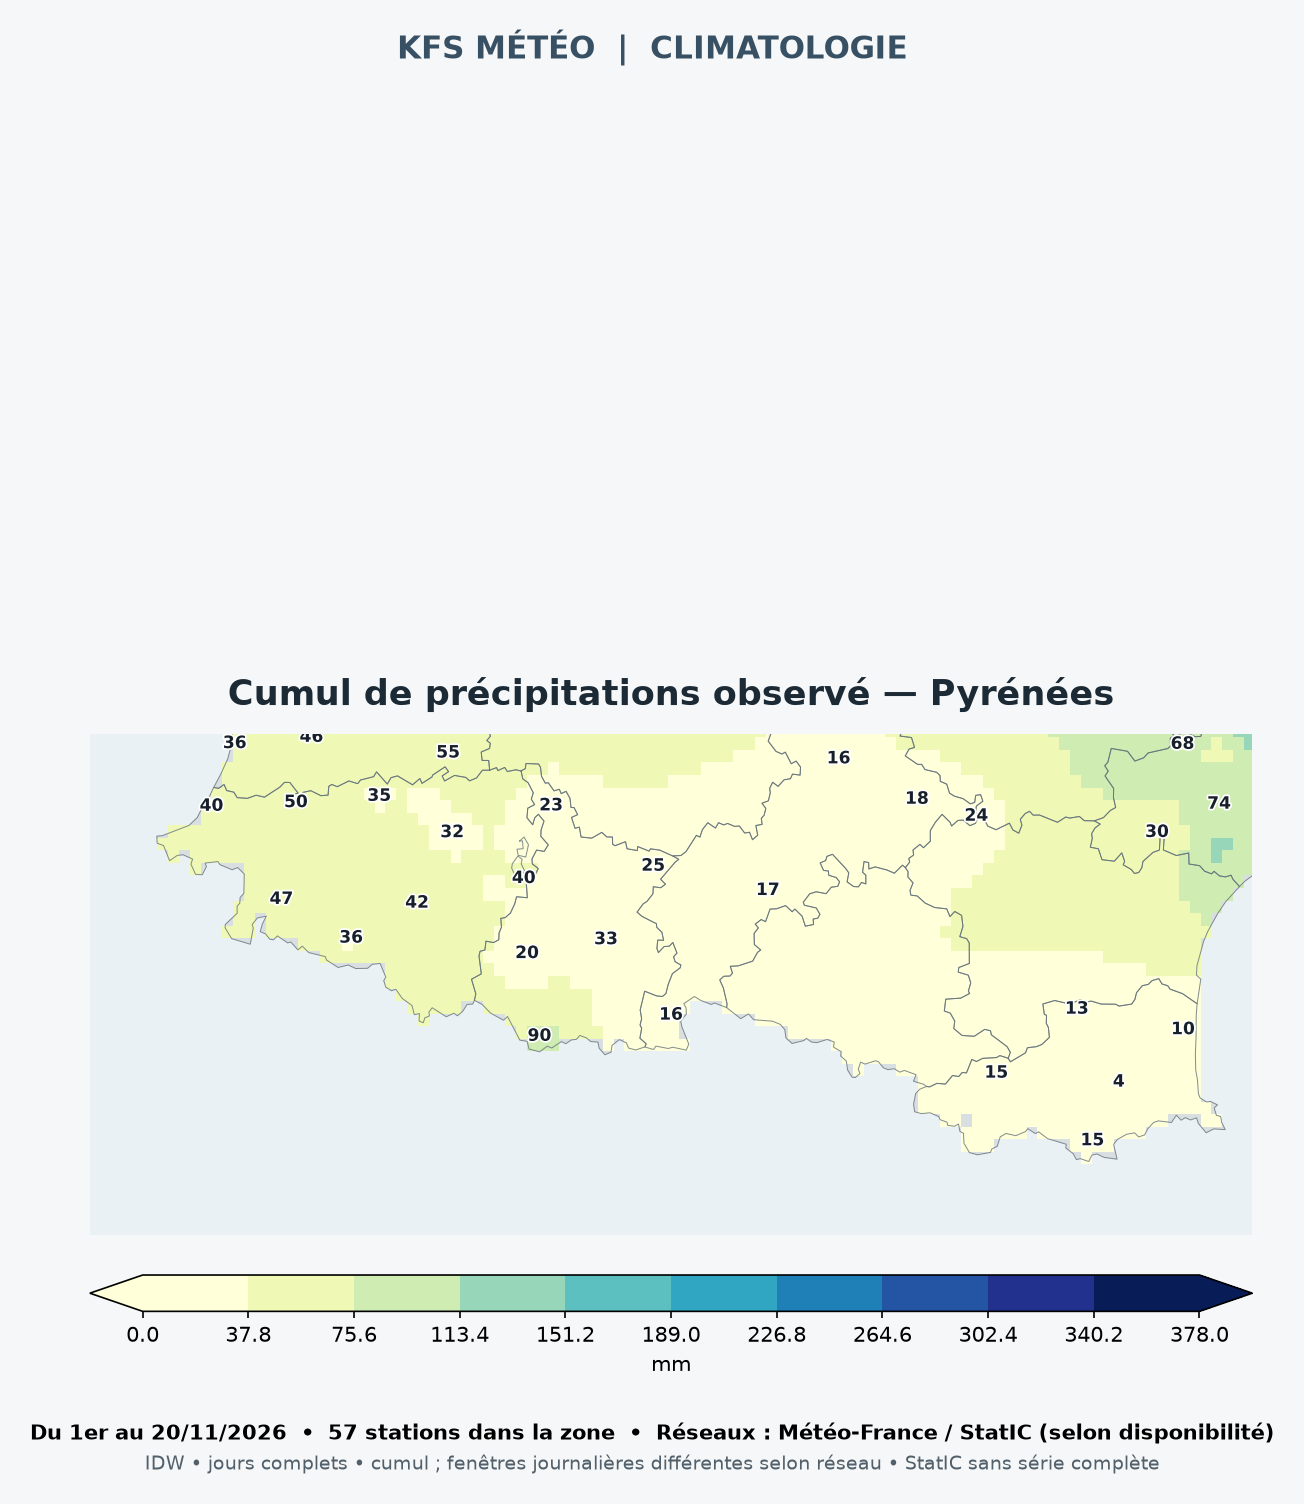 KFS MÉTÉO | CLIMATOLOGIE
Cumul de précipitations observé — Pyrénées
36 46 55 16 68
40 50 35 23 18 24 74
32 30
25
40 17
47 42
36 20 33
90 16 13 10
15 4
15
0.0 37.8 75.6 113.4 151.2 189.0 226.8 264.6 302.4 340.2 378.0
mm
Du 1er au 20/11/2026 • 57 stations dans la zone • Réseaux : Météo-France / StatIC (selon disponibilité)
IDW • jours complets • cumul ; fenêtres journalières différentes selon réseau • StatIC sans série complète